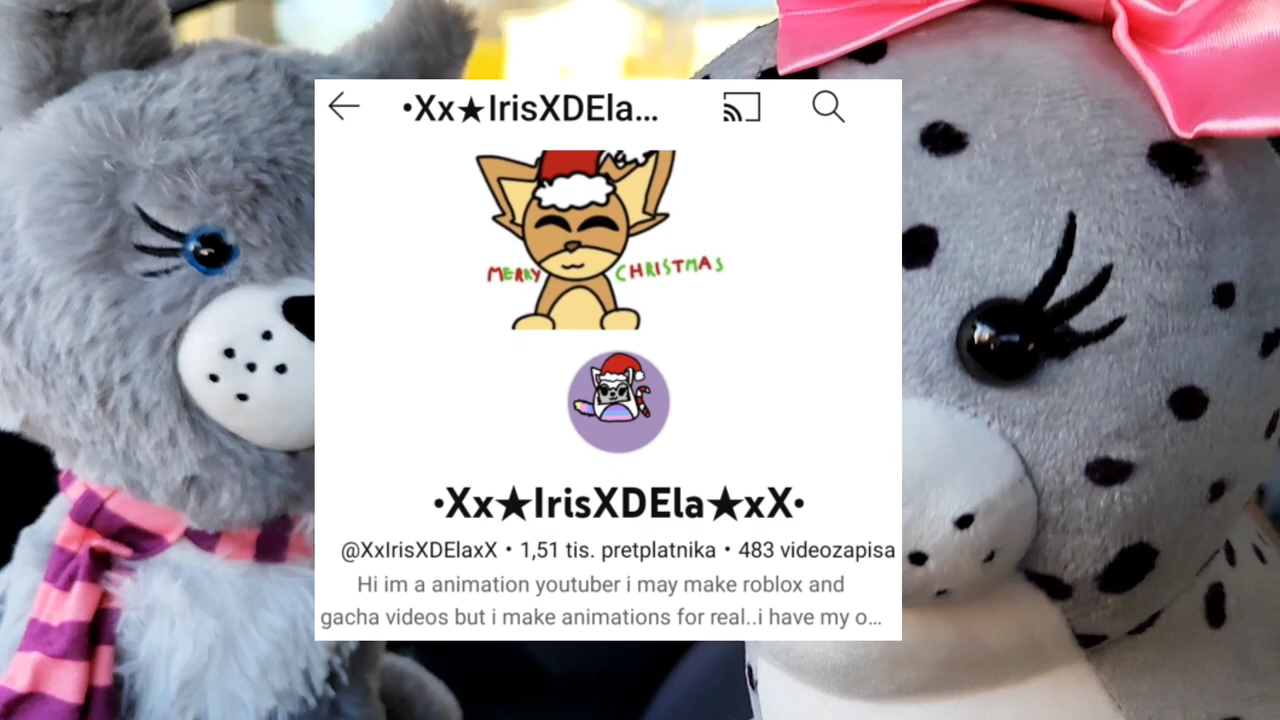 •Xx★IrisXDEla...
MERRY CHRISTMAS
•Xx★IrisXDEla★xX•
@XxIrisXDElaxX • 1,51 tis. pretplatnika • 483 videozapisa
Hi im a animation youtuber i may make roblox and
gacha videos but i make animations for real..i have my o...